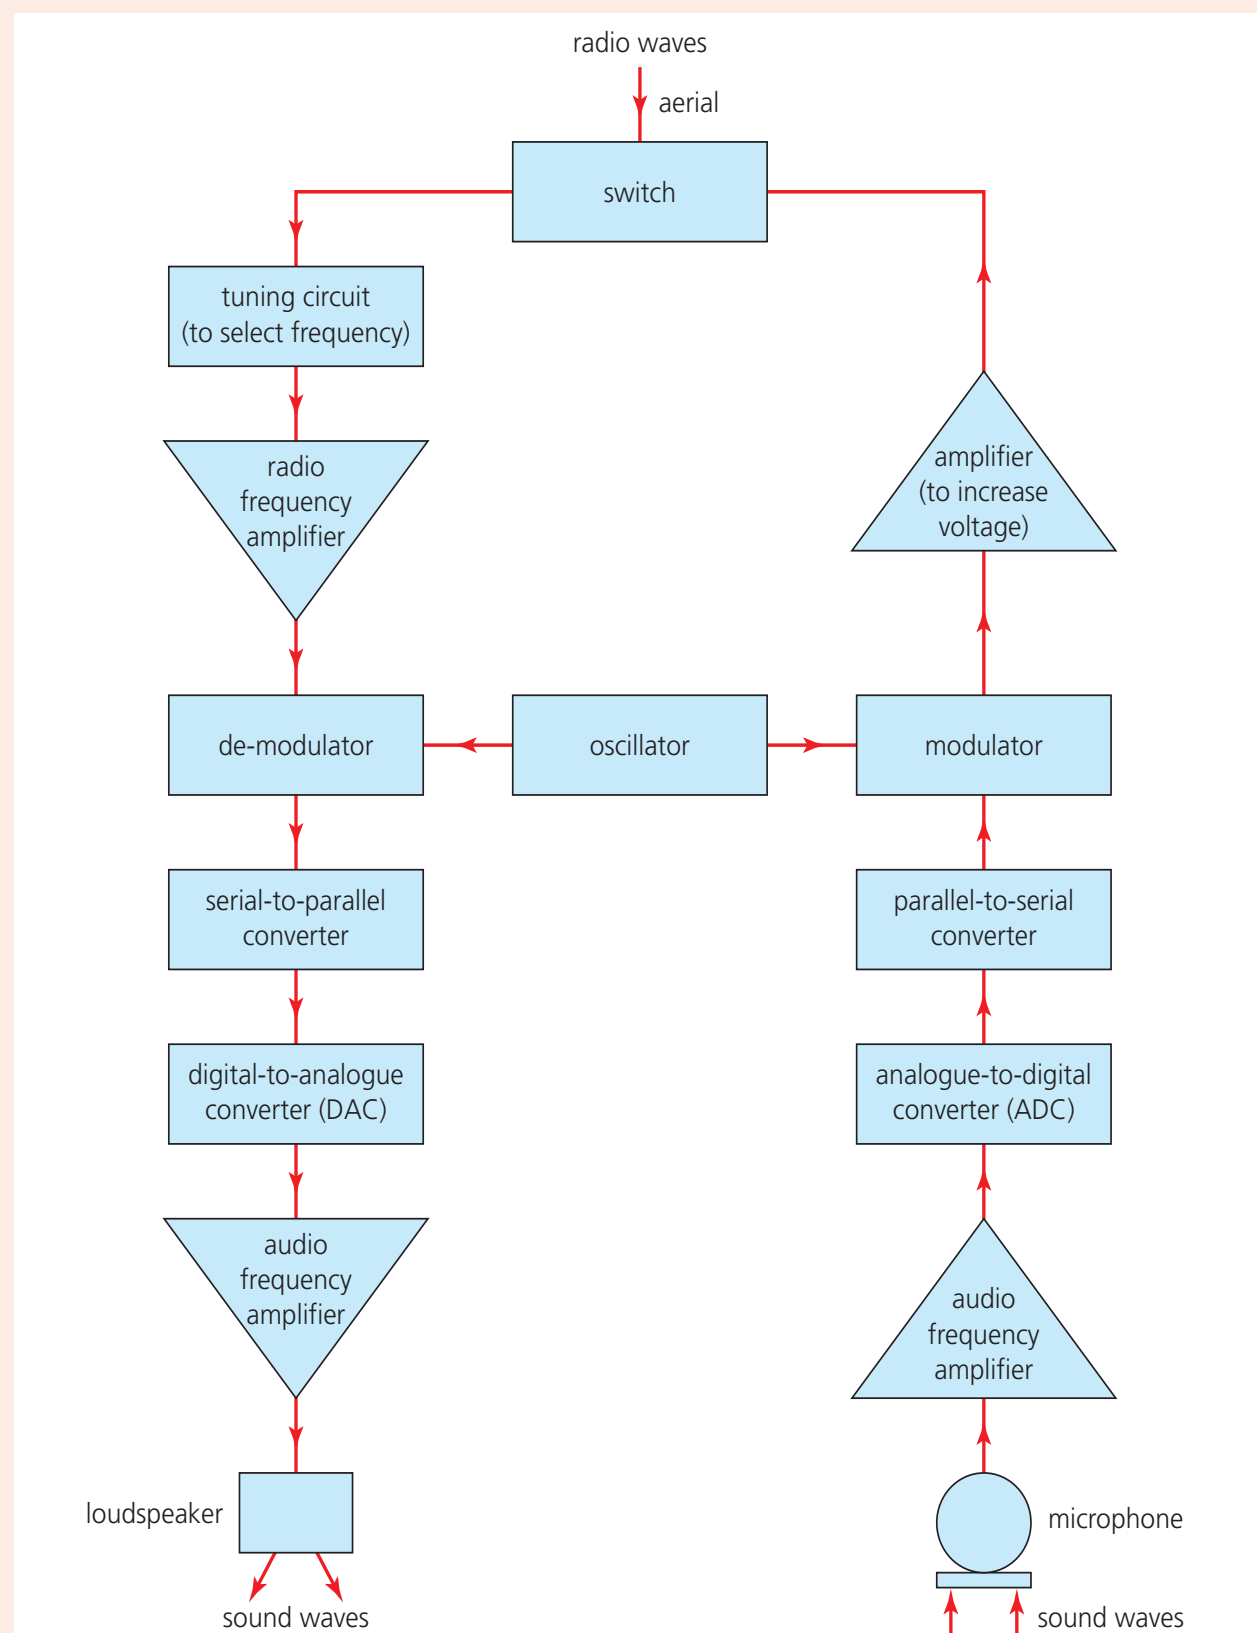 radio waves
aerial
switch
tuning circuit
(to select frequency)
radio
frequency
amplifier
amplifier
(to increase
voltage)
de-modulator
oscillator
modulator
serial-to-parallel
converter
parallel-to-serial
converter
digital-to-analogue
converter (DAC)
analogue-to-digital
converter (ADC)
audio
frequency
amplifier
audio
frequency
amplifier
loudspeaker
microphone
sound waves
sound waves